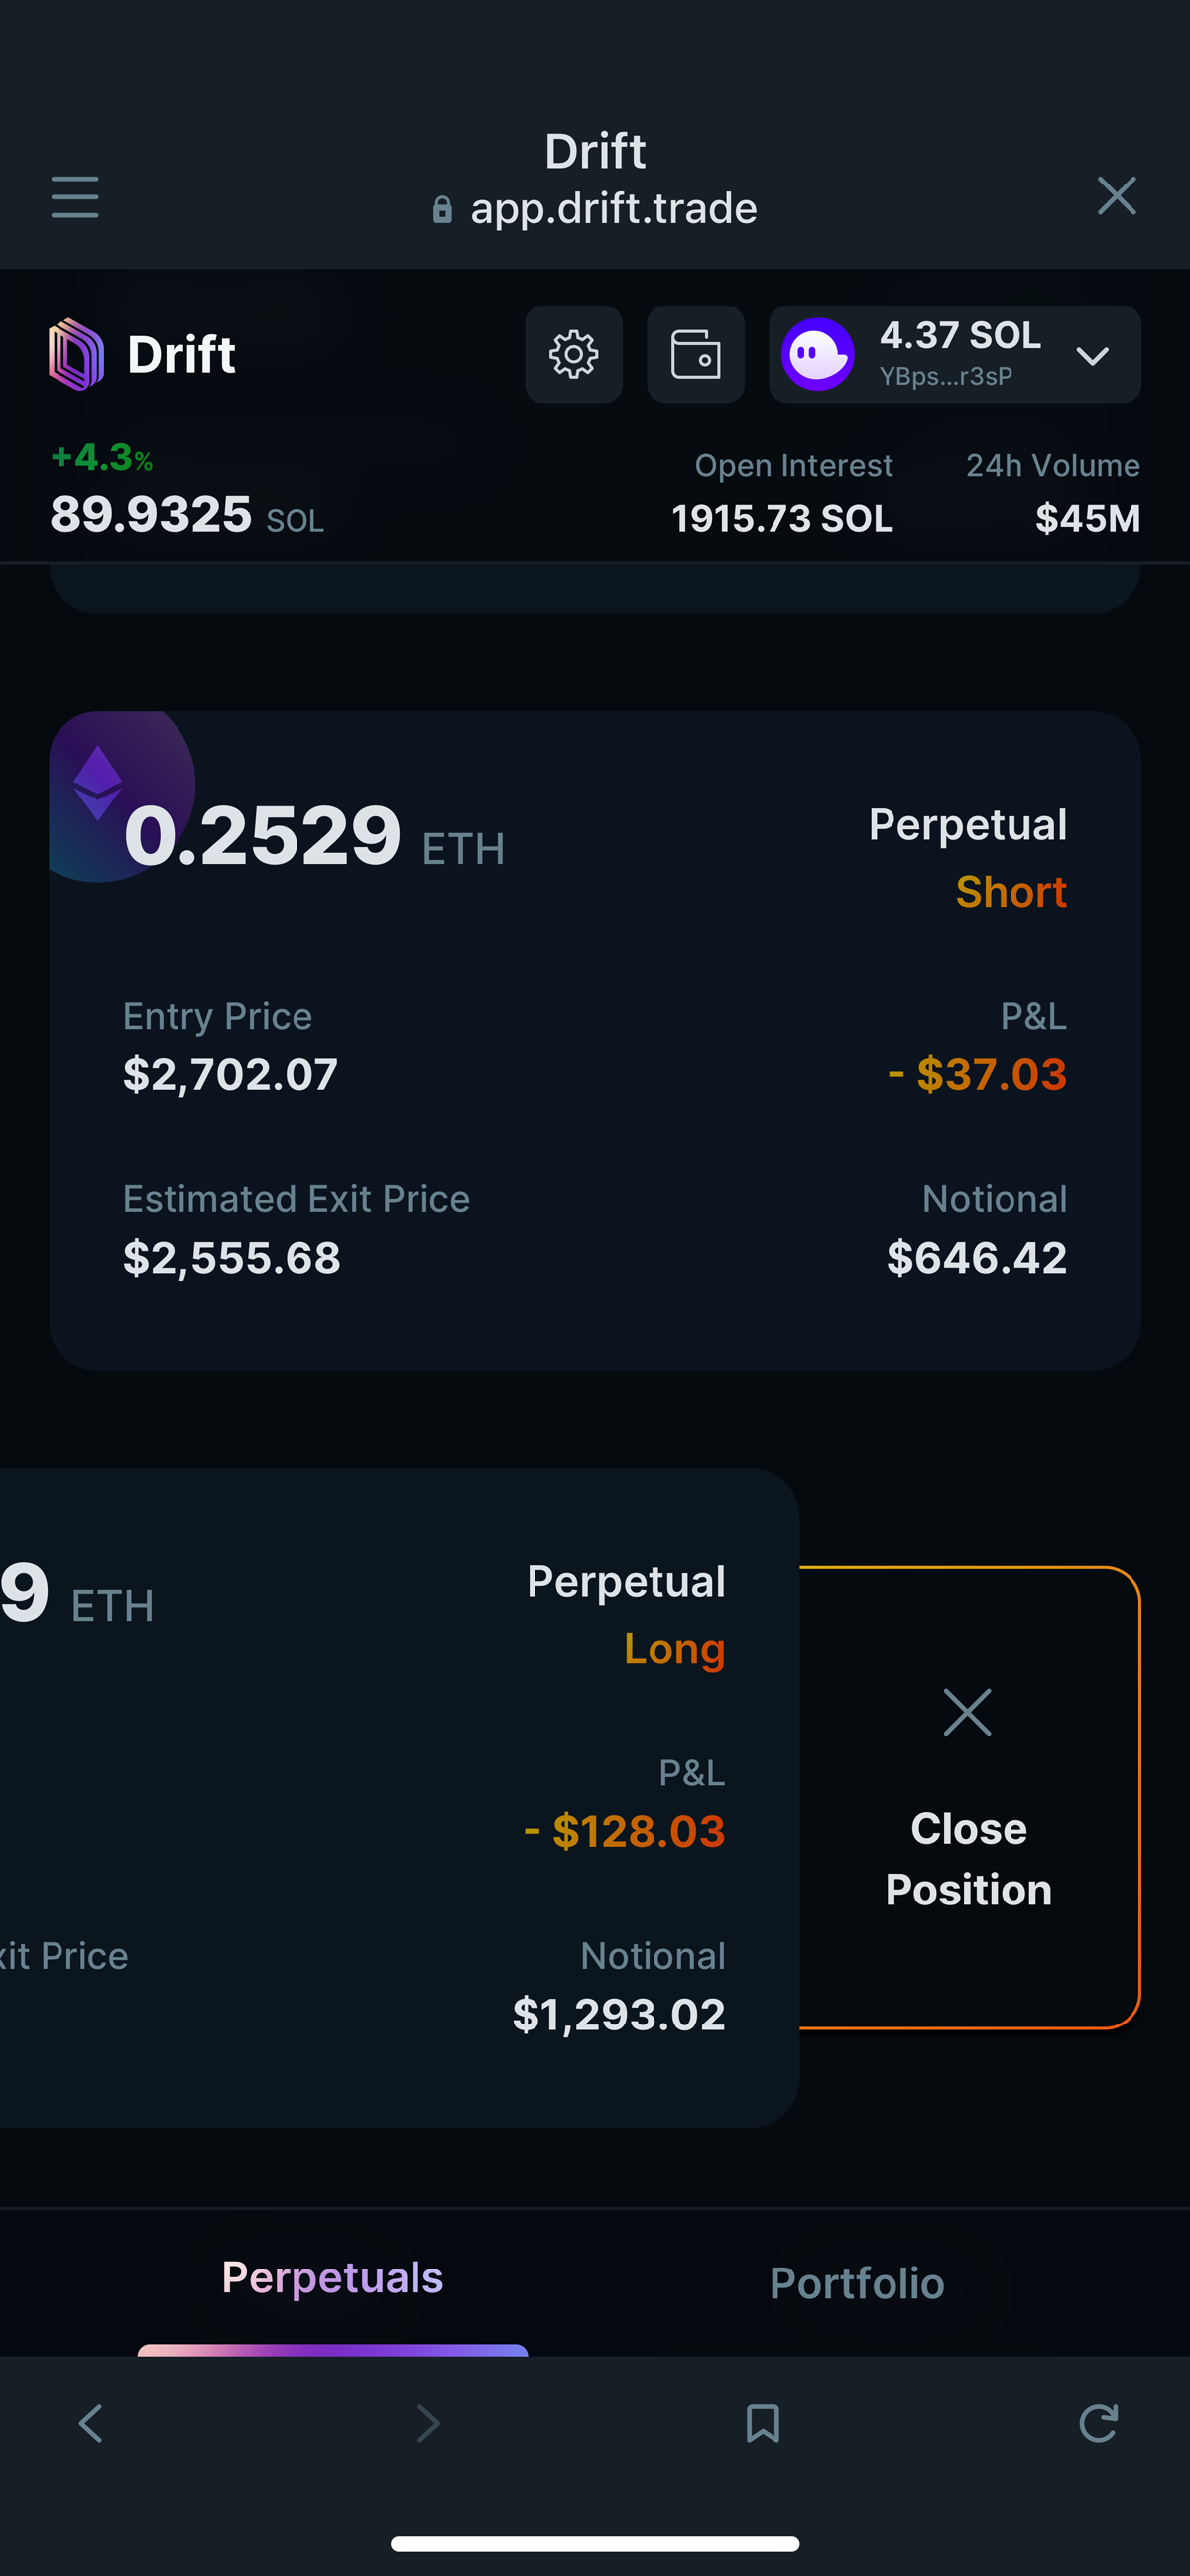 Drift
app.drift.trade
Drift
4.37 SOL
YBps...r3sP
+4.3%
89.9325 SOL
Open Interest
1915.73 SOL
24h Volume
$45M
0.2529 ETH
Perpetual
Short
Entry Price
$2,702.07
P&L
- $37.03
Estimated Exit Price
$2,555.68
Notional
$646.42
9 ETH
Perpetual
Long
P&L
- $128.03
xit Price
Notional
$1,293.02
Close
Position
Perpetuals
Portfolio